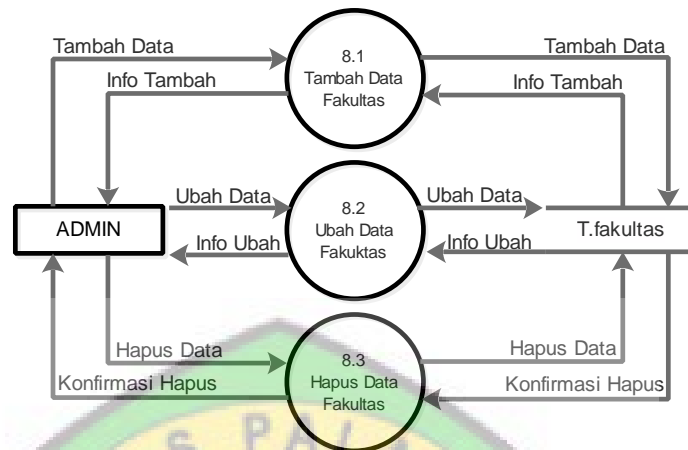 Tambah Data
8.1
Tambah Data
Fakultas
Tambah Data
Info Tambah
Info Tambah
Ubah Data
8.2
Ubah Data
Fakuktas
Ubah Data
ADMIN
T.fakultas
Info Ubah
Info Ubah
Hapus Data
8.3
Hapus Data
Fakultas
Hapus Data
Konfirmasi Hapus
Konfirmasi Hapus